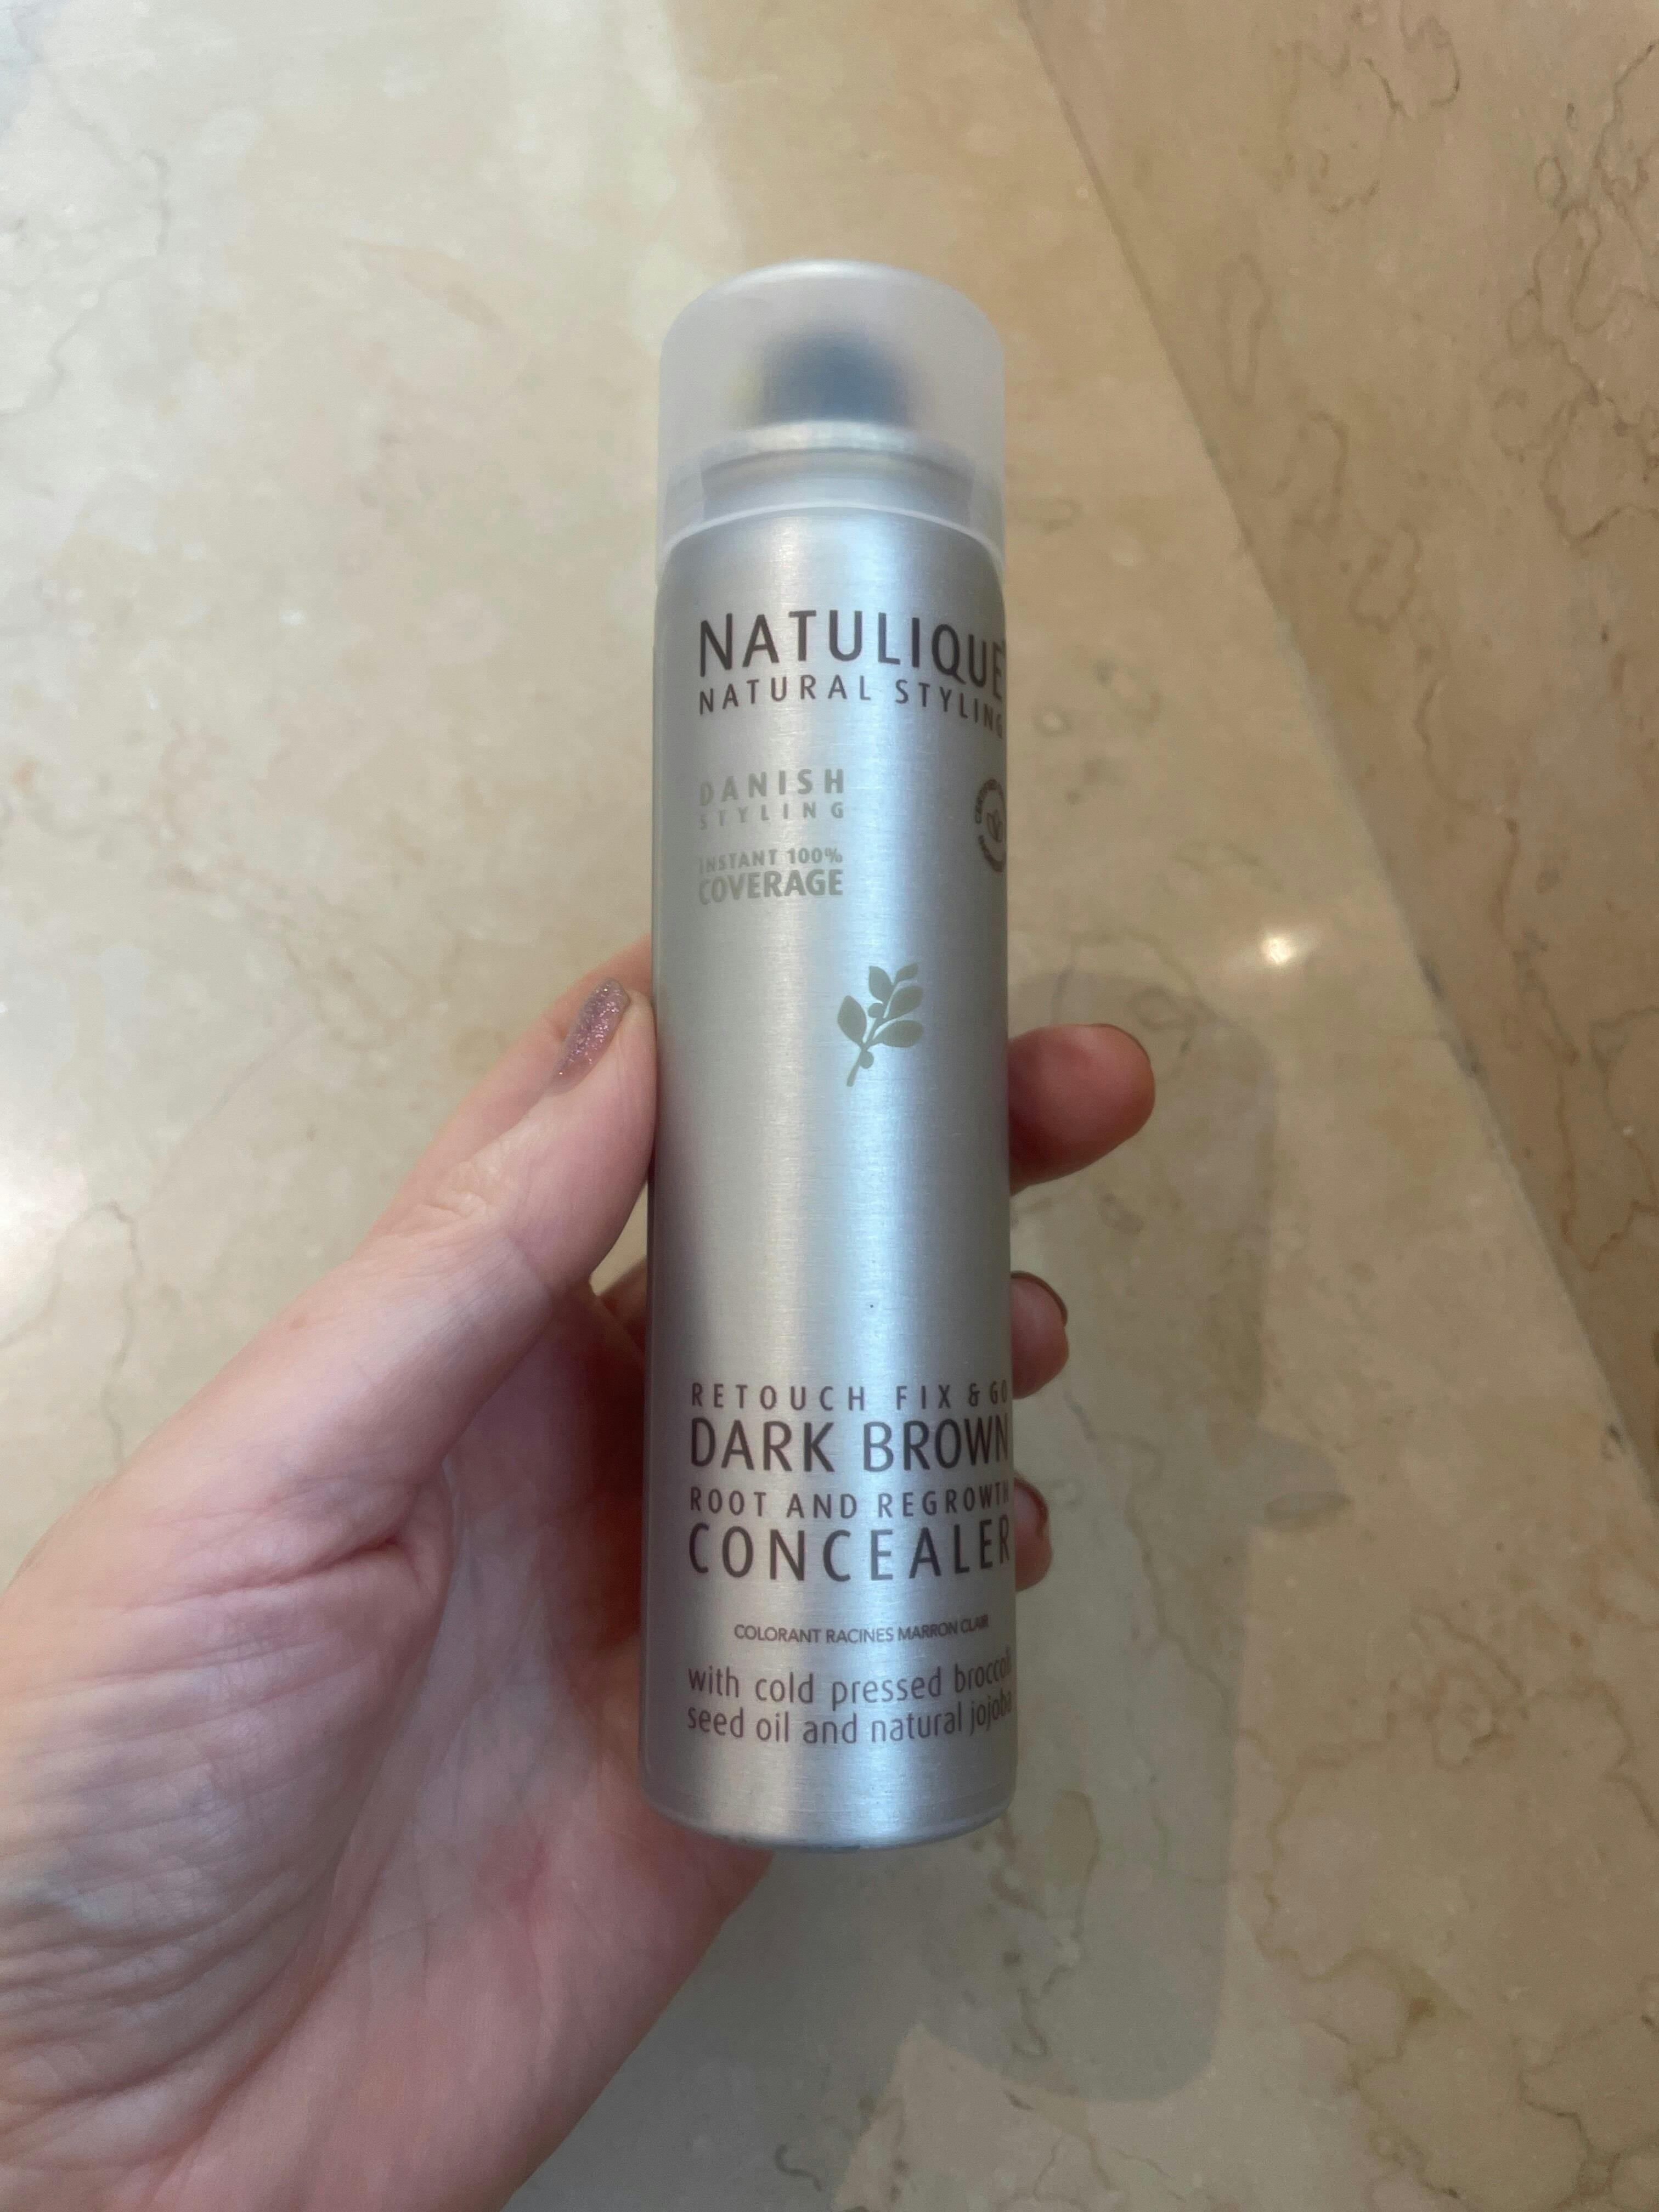 NATULIQUE
NATURAL STYLING
DANISH
STYLING
INSTANT 100%
COVERAGE
RETOUCH FIX & GO
DARK BROWN
ROOT AND REGROWTH
CONCEALER
COLORANT RACINES MARRON CLAIR
with cold pressed broccoli
seed oil and natural jojoba